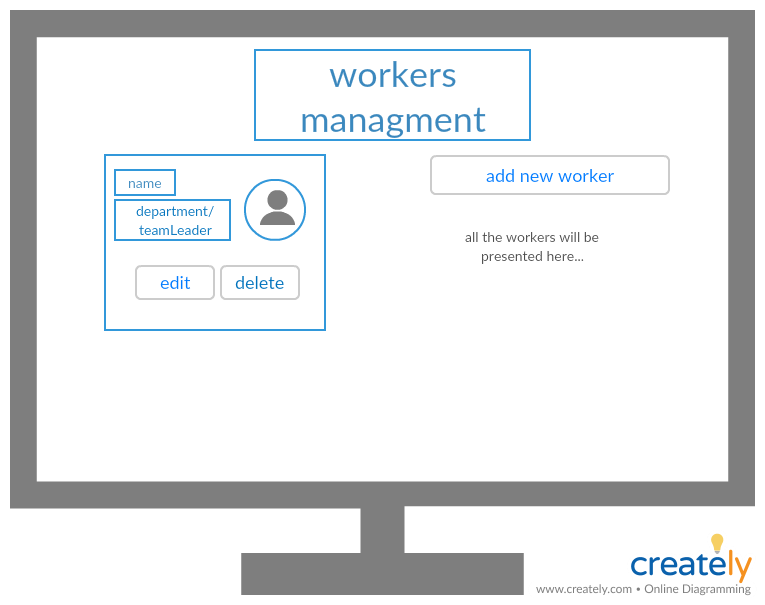 workers
managment
name
department/
teamLeader
edit
delete
add new worker
all the workers will be
presented here...
creately
www.creately.com • Online Diagramming